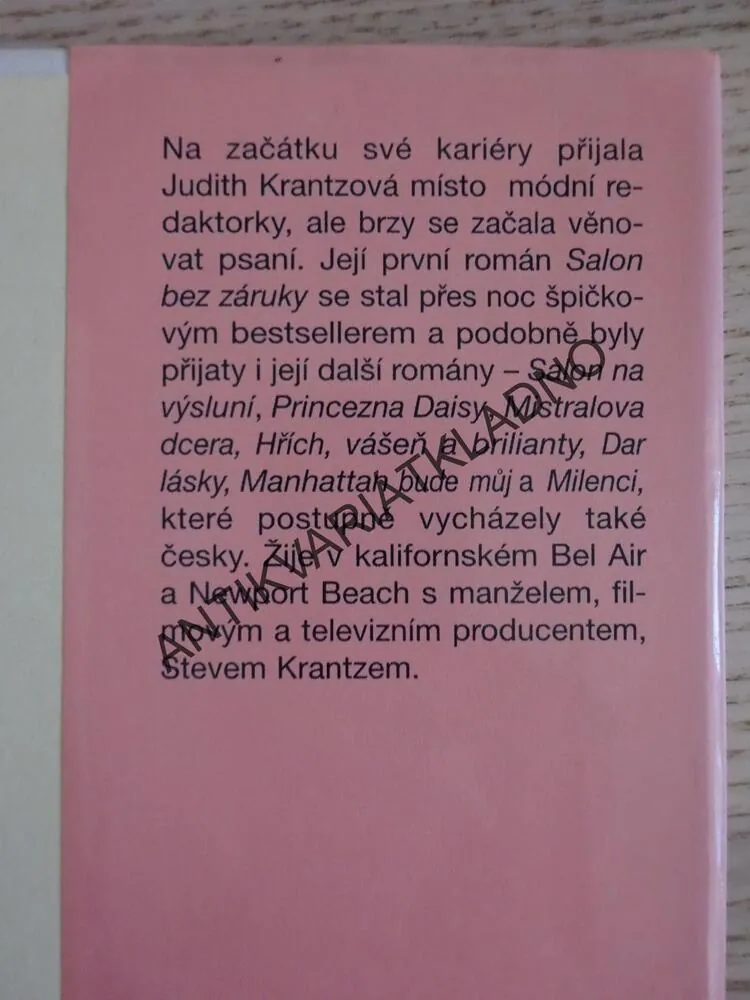 Na začátku své kariéry přijala
Judith Krantzová místo módní re-
daktorky, ale brzy se začala věno-
vat psaní. Její první román Salon
bez záruky se stal přes noc špičko-
vým bestsellerem a podobně byly
přijaty i její další romány – Salon na
výsluní, Princezna Daisy, Mistralova
dcera, Hřích, vášeň a brilianty, Dar
lásky, Manhattan bude můj a Milenci,
které postupně vycházely také
česky. Žije v kalifornském Bel Air
a Newport Beach s manželem, fil-
movým a televizním producentem,
Stevem Krantzem.
ANTIKVARIATKLADNO